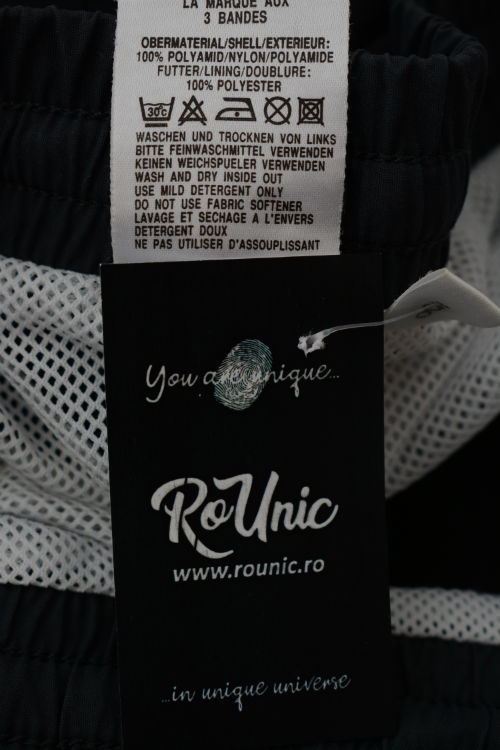 LA MARQUE AUX
3 BANDES
OBERMATERIAL/SHELL/EXTERIEUR:
100% POLYAMID/NYLON/POLYAMIDE
FUTTER/LINING/DOUBLURE:
100% POLYESTER
30°C
WASCHEN UND TROCKNEN VON LINKS
BITTE FEINWASCHMITTEL VERWENDEN
KEINEN WEICHSPUELER VERWENDEN
WASH AND DRY INSIDE OUT
USE MILD DETERGENT ONLY
DO NOT USE FABRIC SOFTENER
LAVAGE ET SECHAGE A L'ENVERS
DETERGENT DOUX
NE PAS UTILISER D'ASSOUPLISSANT
You are unique...
RoUnic
www.rounic.ro
...in unique universe